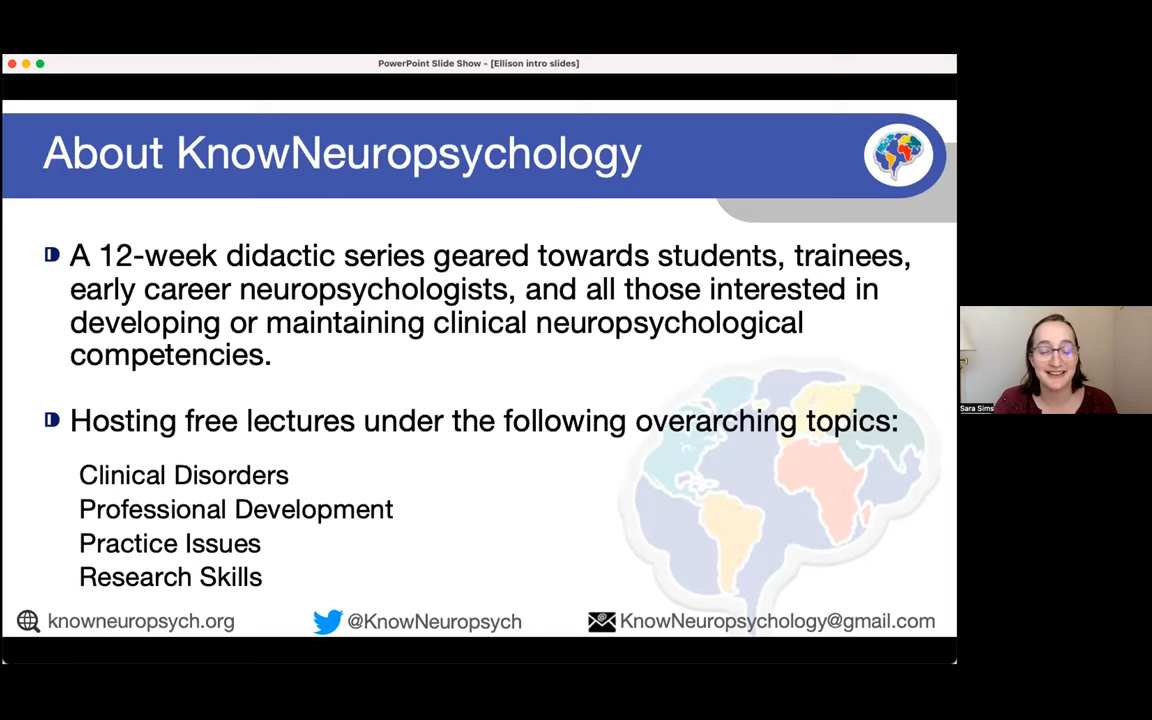 PowerPoint Slide Show - [Ellison intro slides]
About KnowNeuropsychology
A 12-week didactic series geared towards students, trainees,
early career neuropsychologists, and all those interested in
developing or maintaining clinical neuropsychological
competencies.
Hosting free lectures under the following overarching topics:
Clinical Disorders
Professional Development
Practice Issues
Research Skills
knowneuropsych.org
@KnowNeuropsych
KnowNeuropsychology@gmail.com
Sara Sims